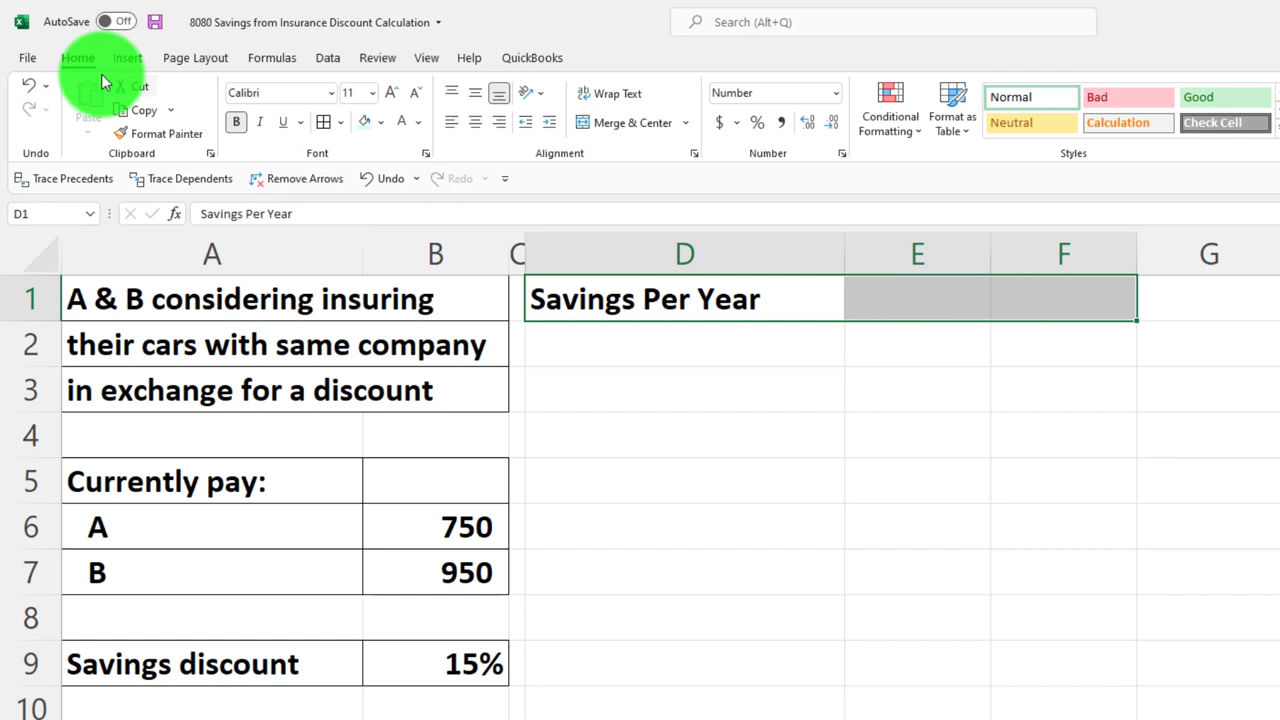 AutoSave Off 8080 Savings from Insurance Discount Calculation Search (Alt+Q)
File Home Insert Page Layout Formulas Data Review View Help QuickBooks
Paste
Cut
Copy
Format Painter
Calibri 11
B I U
Wrap Text
Merge & Center
Number
$ %
Conditional Formatting
Format as Table
Normal Bad Good
Neutral Calculation Check Cell
Undo Clipboard Font Alignment Number Styles
Trace Precedents Trace Dependents Remove Arrows Undo Redo
D1 fx Savings Per Year
A B C D E F G
1 A & B considering insuring Savings Per Year
2 their cars with same company
3 in exchange for a discount
4
5 Currently pay:
6 A 750
7 B 950
8
9 Savings discount 15%
10